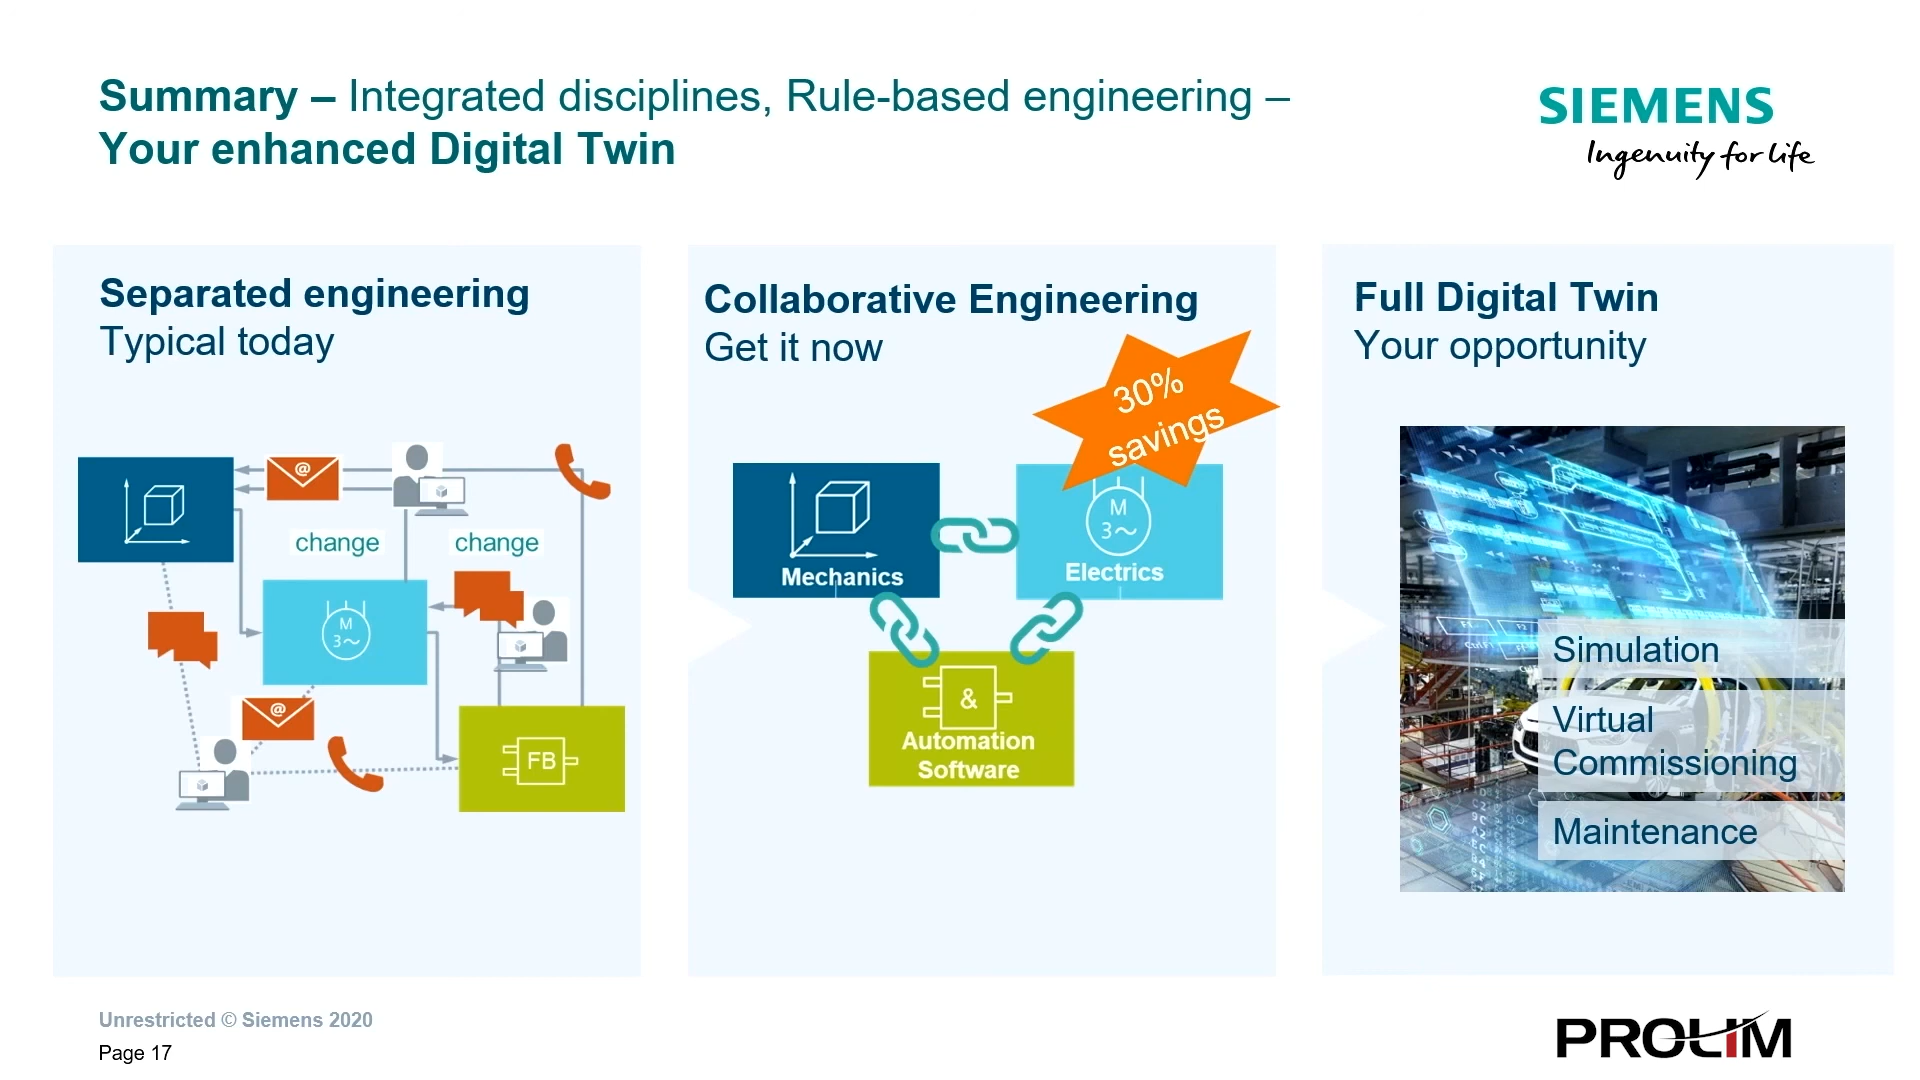 Summary – Integrated disciplines, Rule-based engineering –
Your enhanced Digital Twin
SIEMENS
Ingenuity for life
Separated engineering
Typical today
@
change
change
M
3~
@
FB
Collaborative Engineering
Get it now
30%
savings
Mechanics
M
3~
Electrics
&
Automation
Software
Full Digital Twin
Your opportunity
Simulation
Virtual
Commissioning
Maintenance
Unrestricted © Siemens 2020
Page 17
PROLIM